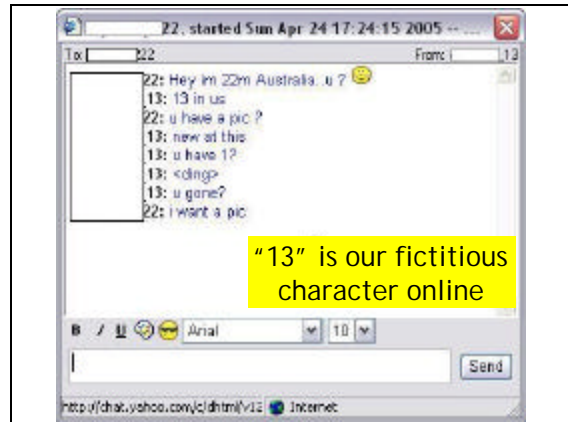 22, started Sun Apr 24 17:24:15 2005 -- ...
To: 22 From: 13
22: Hey im 22m Australia..u ?
13: 13 in us
22: u have a pic ?
13: new at this
13: u have 1?
13: <ding>
13: u gone?
22: i want a pic
"13" is our fictitious
character online
B I U Arial 10
Send
http://chat.yahoo.com/c/dhtml/v12 Internet